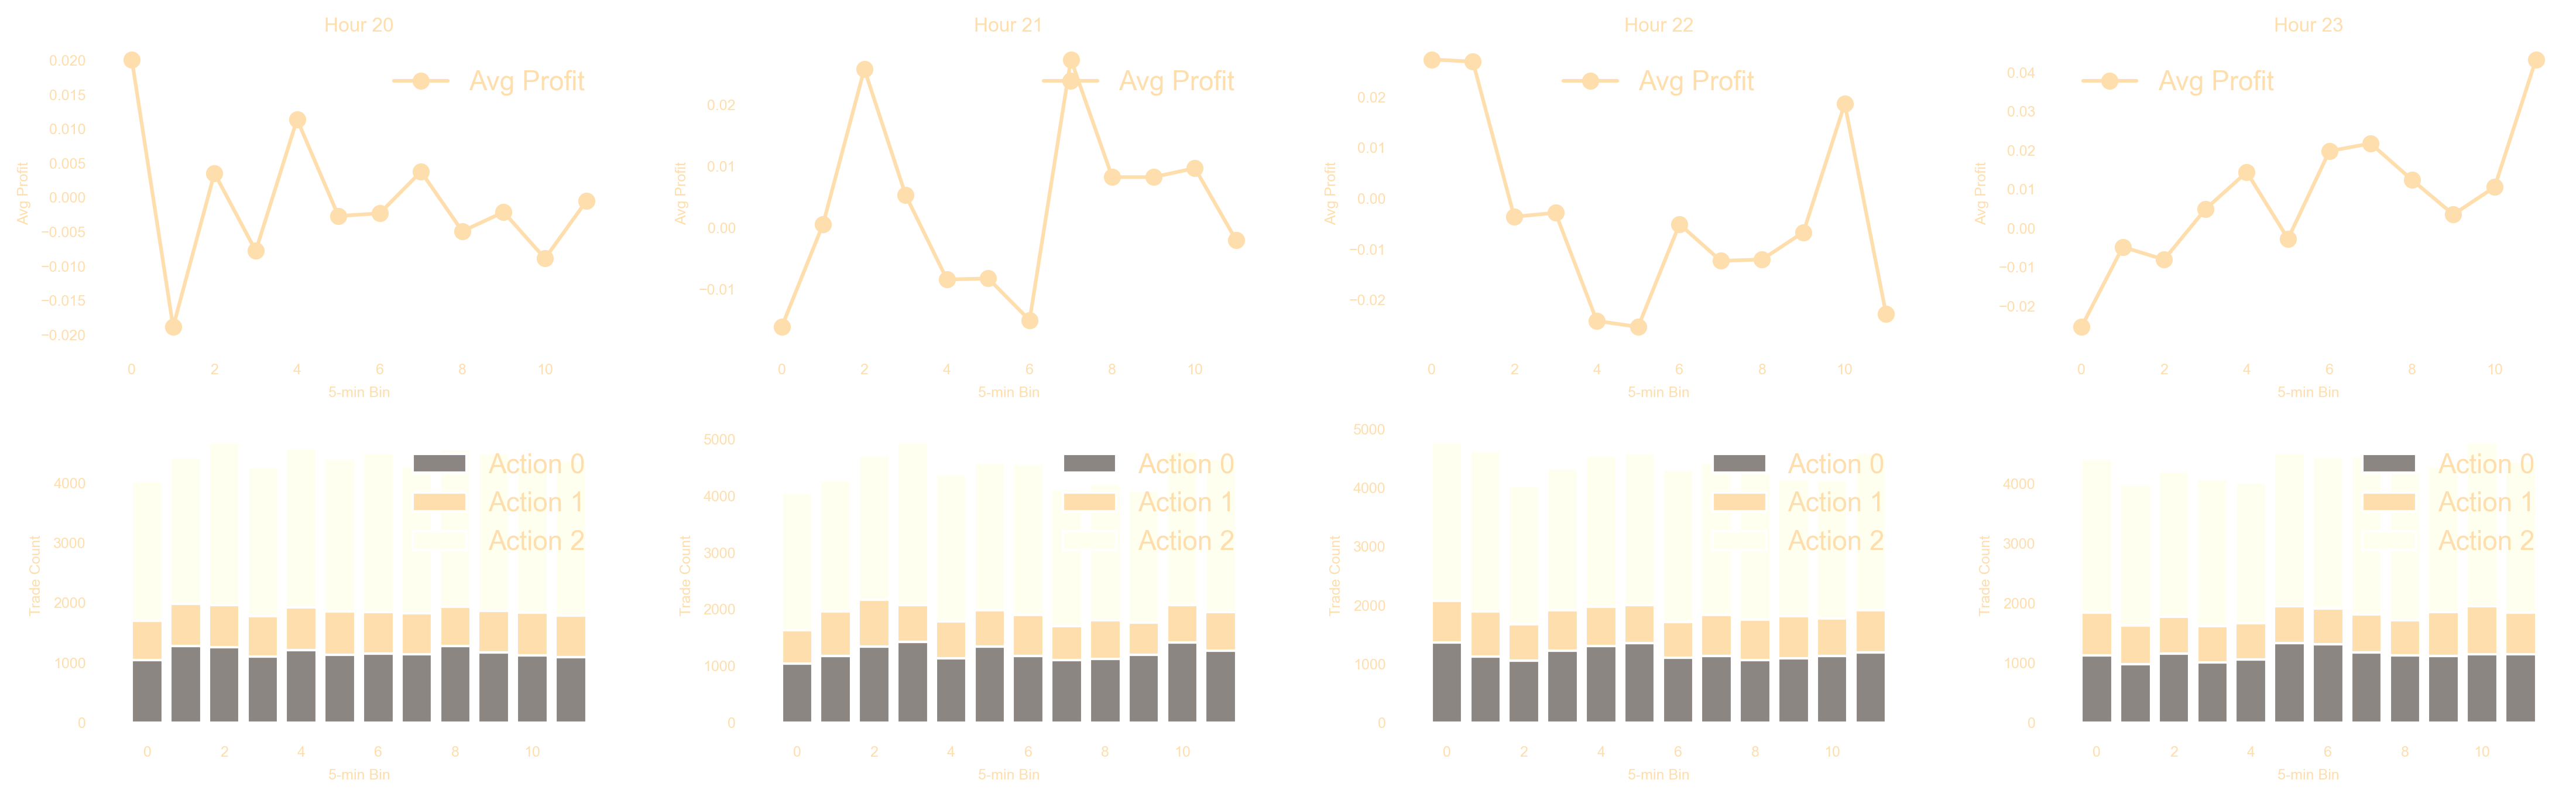 Hour 20
Avg Profit
0.020
0.015
0.010
0.005
0.000
−0.005
−0.010
−0.015
−0.020
Avg Profit
0 2 4 6 8 10
5-min Bin
Hour 21
Avg Profit
0.02
0.01
0.00
−0.01
Avg Profit
0 2 4 6 8 10
5-min Bin
Hour 22
Avg Profit
0.02
0.01
0.00
−0.01
−0.02
Avg Profit
0 2 4 6 8 10
5-min Bin
Hour 23
Avg Profit
0.04
0.03
0.02
0.01
0.00
−0.01
−0.02
Avg Profit
0 2 4 6 8 10
5-min Bin
Action 0
Action 1
Action 2
4000
3000
2000
1000
0
Trade Count
0 2 4 6 8 10
5-min Bin
Action 0
Action 1
Action 2
5000
4000
3000
2000
1000
0
Trade Count
0 2 4 6 8 10
5-min Bin
Action 0
Action 1
Action 2
5000
4000
3000
2000
1000
0
Trade Count
0 2 4 6 8 10
5-min Bin
Action 0
Action 1
Action 2
4000
3000
2000
1000
0
Trade Count
0 2 4 6 8 10
5-min Bin